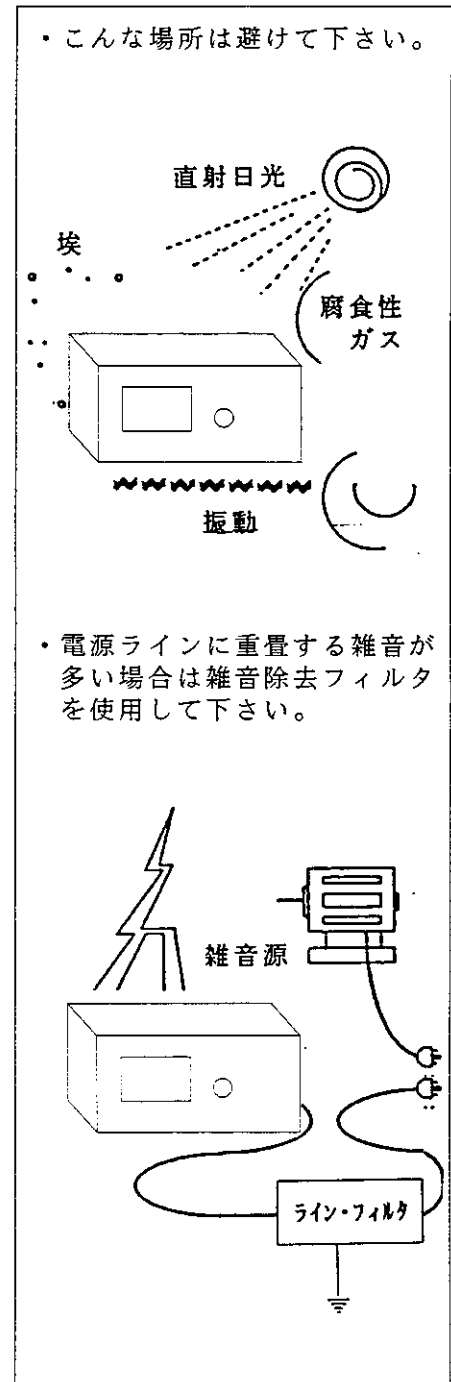 ・こんな場所は避けて下さい。
直射日光
埃
腐食性
ガス
振動
・電源ラインに重畳する雑音が
多い場合は雑音除去フィルタ
を使用して下さい。
雑音源
ライン・フィルタ